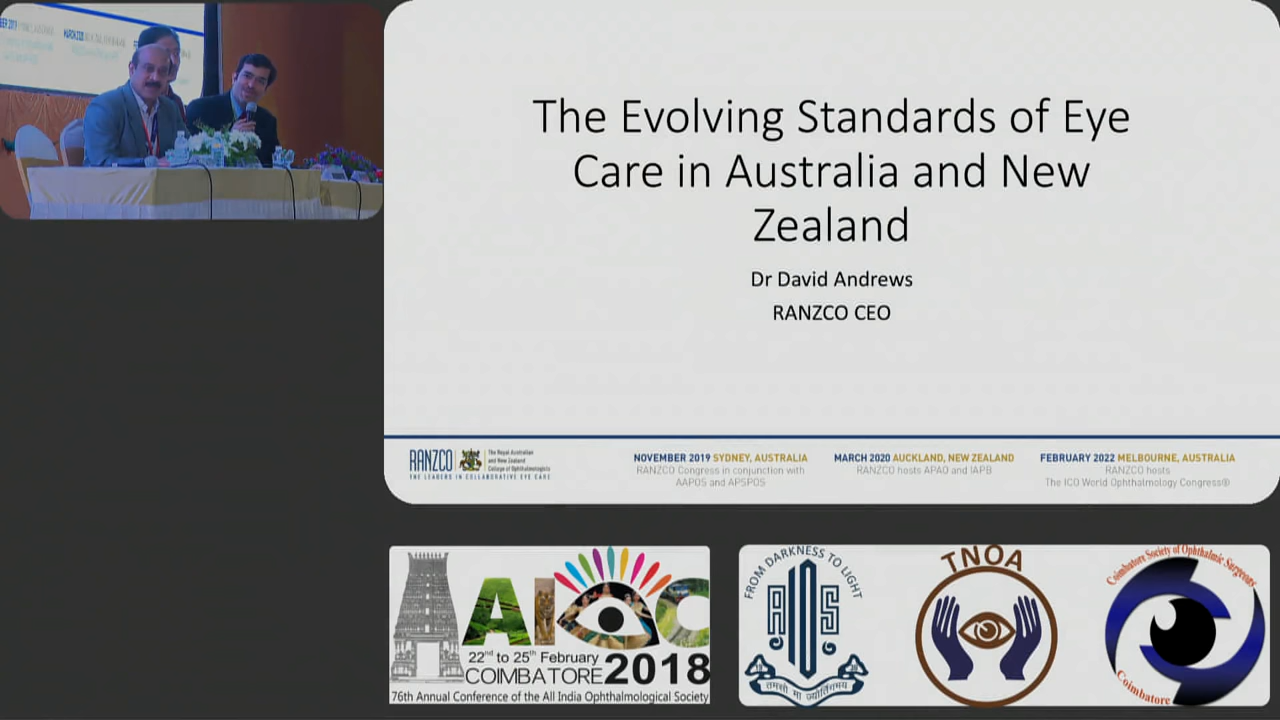 The Evolving Standards of Eye
Care in Australia and New
Zealand
Dr David Andrews
RANZCO CEO
RANZCO
The Royal Australian
and New Zealand
College of Ophthalmologists
THE LEADERS IN COLLABORATIVE EYE CARE
NOVEMBER 2019 SYDNEY, AUSTRALIA
RANZCO Congress in conjunction with
AAPOS and APSPOS
MARCH 2020 AUCKLAND, NEW ZEALAND
RANZCO hosts APAO and IAPB
FEBRUARY 2022 MELBOURNE, AUSTRALIA
RANZCO hosts
The ICO World Ophthalmology Congress®
AIOC
22nd to 25th February
COIMBATORE 2018
76th Annual Conference of the All India Ophthalmological Society
FROM DARKNESS TO LIGHT
AIOS
तमसो मा ज्योतिर्गमय
TNOA
Coimbatore Society of Ophthalmic Surgeons
Coimbatore